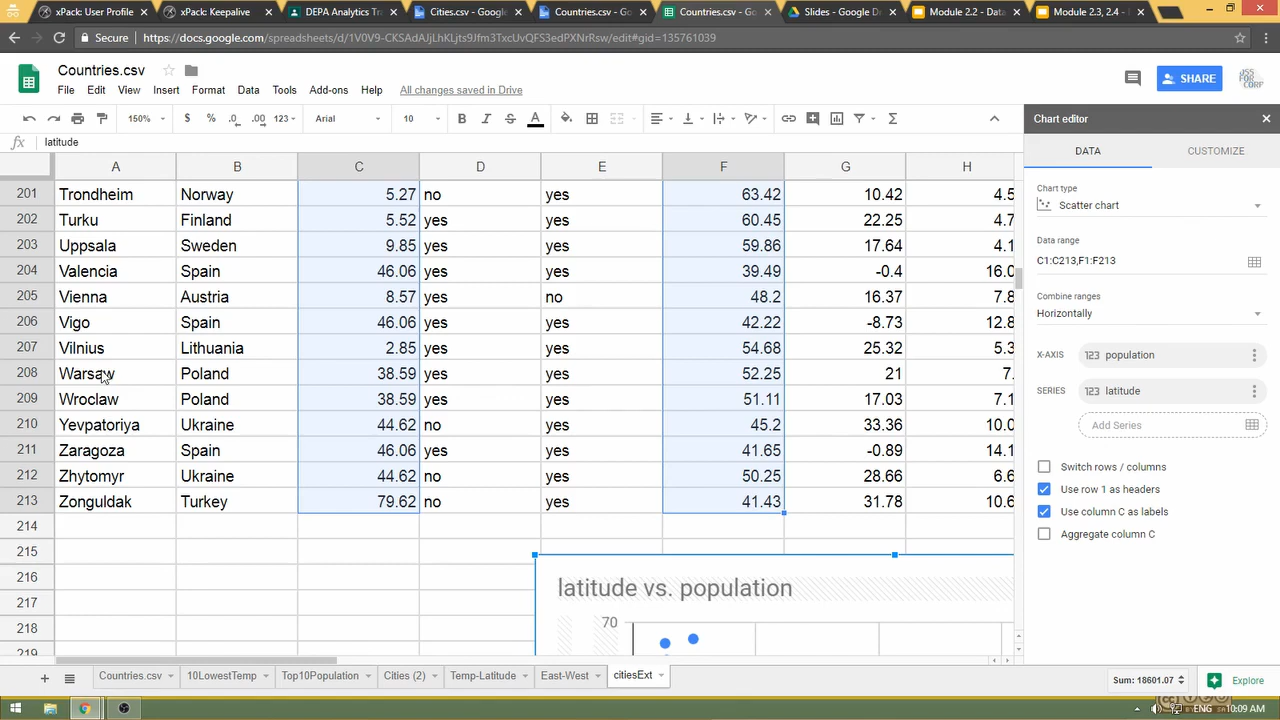 xPack: User Profile
xPack: Keepalive
DEPA Analytics Tr
Cities.csv - Google
Countries.csv - Go
Countries.csv - Go
Slides - Google D
Module 2.2 - Data
Module 2.3, 2.4 -
Secure
https://docs.google.com/spreadsheets/d/1V0V9-CKSAdAJjLhKLjts9Jfm3TxcUvQFS3edPXNrRsw/edit#gid=135761039
Countries.csv
File Edit View Insert Format Data Tools Add-ons Help All changes saved in Drive
SHARE
150% $ % .0 .00 123 Arial 10 B I S A
Chart editor
fx latitude
DATA CUSTOMIZE
A B C D E F G H
201 Trondheim Norway 5.27 no yes 63.42 10.42 4.5
202 Turku Finland 5.52 yes yes 60.45 22.25 4.7
203 Uppsala Sweden 9.85 yes yes 59.86 17.64 4.1
204 Valencia Spain 46.06 yes yes 39.49 -0.4 16.0
205 Vienna Austria 8.57 yes no 48.2 16.37 7.8
206 Vigo Spain 46.06 yes yes 42.22 -8.73 12.8
207 Vilnius Lithuania 2.85 yes yes 54.68 25.32 5.3
208 Warsaw Poland 38.59 yes yes 52.25 21 7.
209 Wroclaw Poland 38.59 yes yes 51.11 17.03 7.1
210 Yevpatoriya Ukraine 44.62 no yes 45.2 33.36 10.0
211 Zaragoza Spain 46.06 yes yes 41.65 -0.89 14.1
212 Zhytomyr Ukraine 44.62 no yes 50.25 28.66 6.6
213 Zonguldak Turkey 79.62 no yes 41.43 31.78 10.6
214
215
216
217
218
219
latitude vs. population
70
Chart type
Scatter chart
Data range
C1:C213,F1:F213
Combine ranges
Horizontally
X-AXIS 123 population
SERIES 123 latitude
Add Series
Switch rows / columns
Use row 1 as headers
Use column C as labels
Aggregate column C
Countries.csv 10LowestTemp Top10Population Cities (2) Temp-Latitude East-West citiesExt
Sum: 18601.07
Explore
ENG 10:09 AM